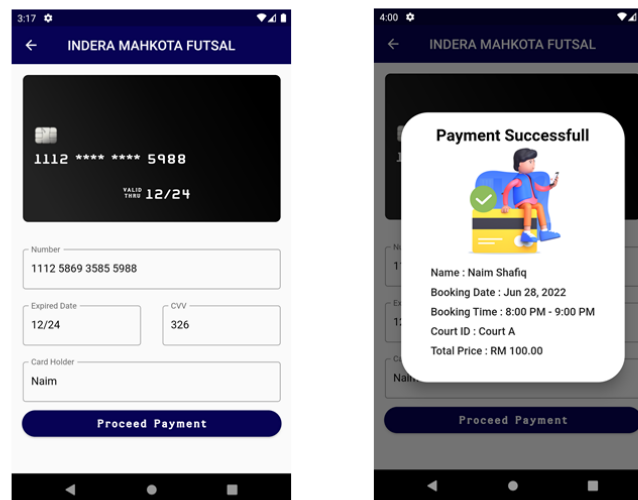 3:17
INDERA MAHKOTA FUTSAL
1112 **** **** 5988
VALID THRU 12/24
Number
1112 5869 3585 5988
Expired Date
12/24
CVV
326
Card Holder
Naim
Proceed Payment
4:00
INDERA MAHKOTA FUTSAL
Payment Successfull
Name : Naim Shafiq
Booking Date : Jun 28, 2022
Booking Time : 8:00 PM - 9:00 PM
Court ID : Court A
Total Price : RM 100.00
Naim
Proceed Payment